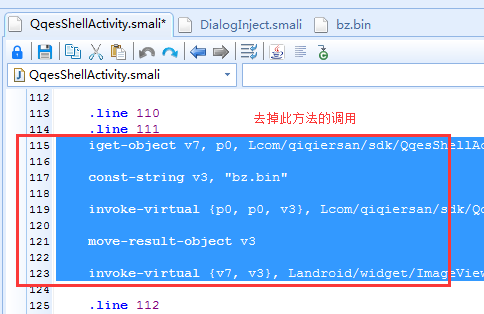 QqesShellActivity.smali*
DialogInject.smali
bz.bin
QqesShellActivity.smali
112
113 .line 110
114 .line 111
去掉此方法的调用
115 iget-object v7, p0, Lcom/qiqiersan/sdk/QqesShellAc
116
117 const-string v3, "bz.bin"
118
119 invoke-virtual {p0, p0, v3}, Lcom/qiqiersan/sdk/Qq
120
121 move-result-object v3
122
123 invoke-virtual {v7, v3}, Landroid/widget/ImageView
124
125 .line 112